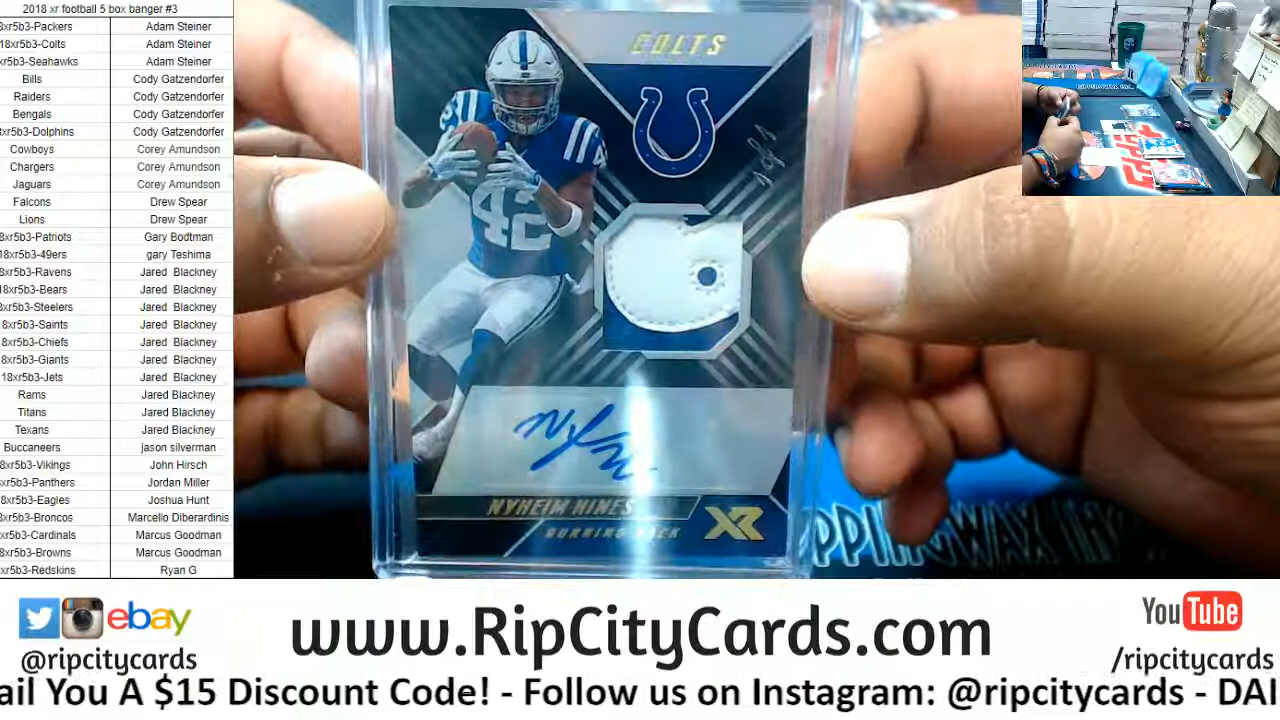 2018 xr football 5 box banger #3
8xr5b3-Packers Adam Steiner
18xr5b3-Colts Adam Steiner
xr5b3-Seahawks Adam Steiner
Bills Cody Gatzendorfer
Raiders Cody Gatzendorfer
Bengals Cody Gatzendorfer
8xr5b3-Dolphins Cody Gatzendorfer
Cowboys Corey Amundson
Chargers Corey Amundson
Jaguars Corey Amundson
Falcons Drew Spear
Lions Drew Spear
8xr5b3-Patriots Gary Bodtman
18xr5b3-49ers gary Teshima
8xr5b3-Ravens Jared Blackney
18xr5b3-Bears Jared Blackney
8xr5b3-Steelers Jared Blackney
8xr5b3-Saints Jared Blackney
8xr5b3-Chiefs Jared Blackney
8xr5b3-Giants Jared Blackney
18xr5b3-Jets Jared Blackney
Rams Jared Blackney
Titans Jared Blackney
Texans Jared Blackney
Buccaneers jason silverman
8xr5b3-Vikings John Hirsch
xr5b3-Panthers Jordan Miller
8xr5b3-Eagles Joshua Hunt
8xr5b3-Broncos Marcello Diberardinis
xr5b3-Cardinals Marcus Goodman
8xr5b3-Browns Marcus Goodman
xr5b3-Redskins Ryan G
COLTS
1/1
42
NYHEIM HINES
RUNNING BACK
XR
PPINGWAX IN
ebay
@ripcitycards
www.RipCityCards.com
YouTube
/ripcitycards
ail You A $15 Discount Code! - Follow us on Instagram: @ripcitycards - DAI